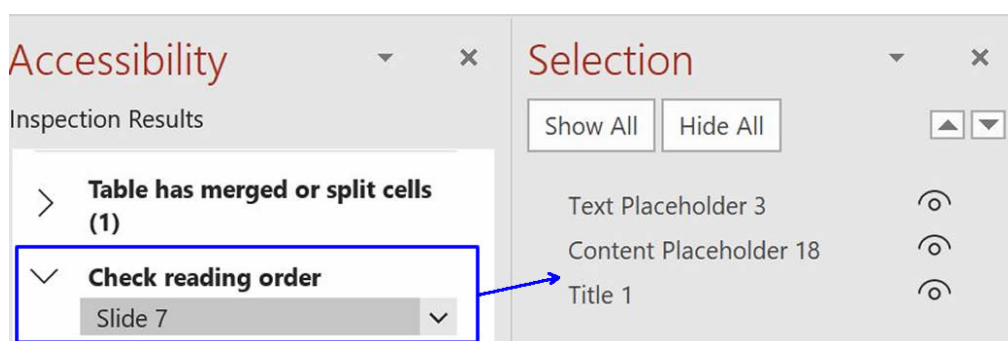 Accessibility
Inspection Results
Table has merged or split cells
(1)
Check reading order
Slide 7
Selection
Show All Hide All
Text Placeholder 3
Content Placeholder 18
Title 1